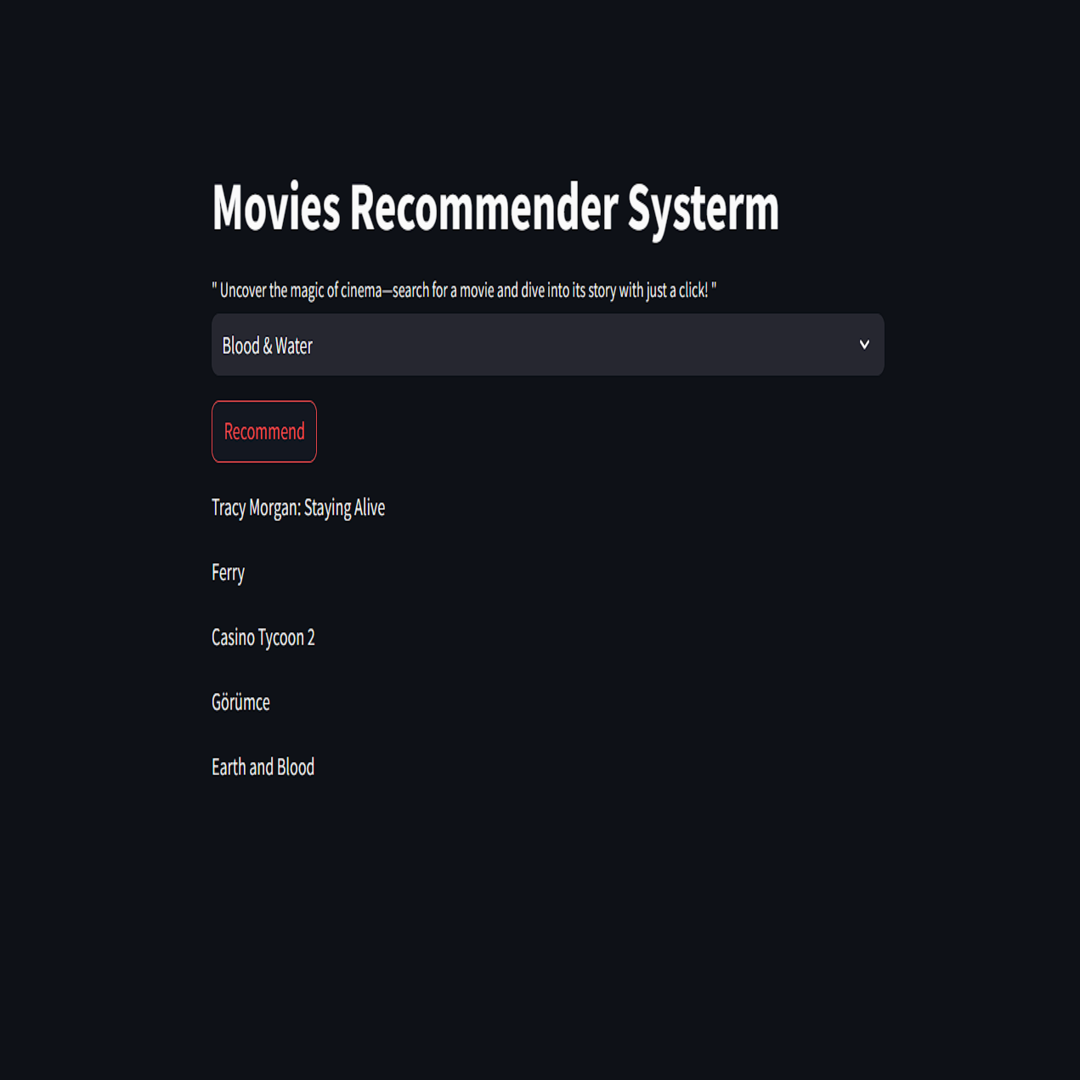 Movies Recommender Systerm
" Uncover the magic of cinema—search for a movie and dive into its story with just a click! "
Blood & Water
Recommend
Tracy Morgan: Staying Alive
Ferry
Casino Tycoon 2
Görümce
Earth and Blood